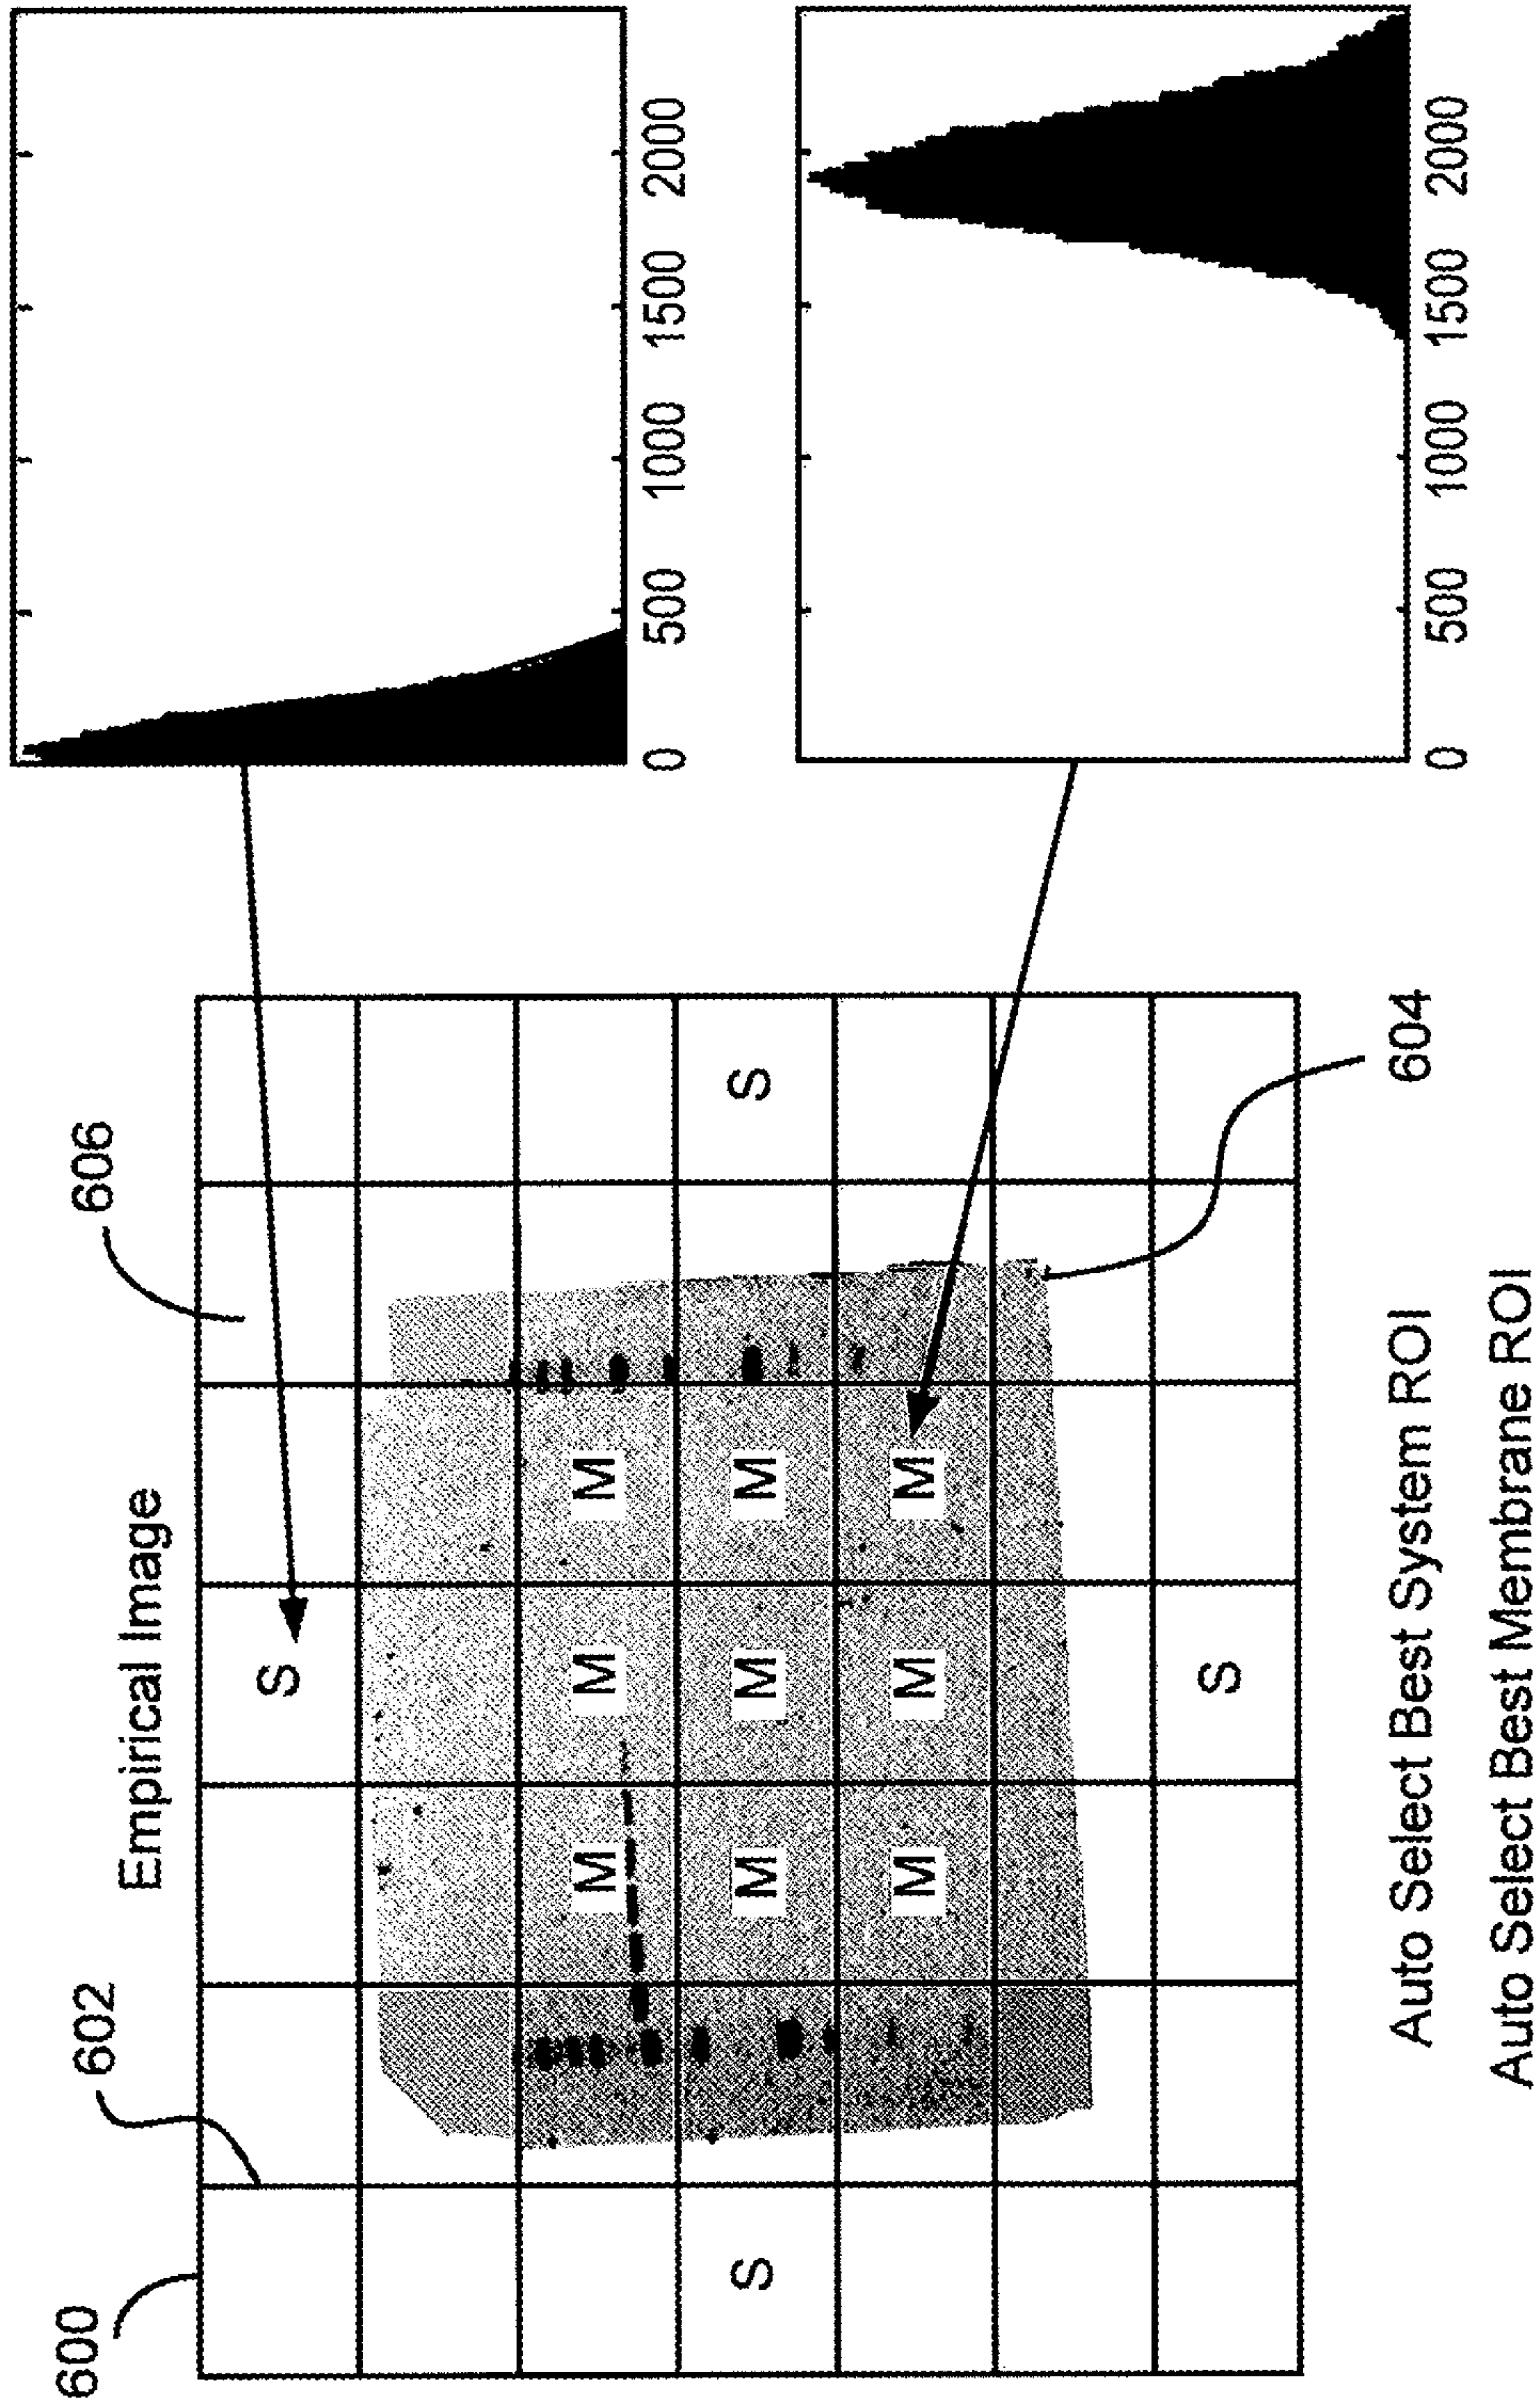 Empirical Image
600
602
606
S
M M M
S M M M S
M M M
S
604
Auto Select Best System ROI
Auto Select Best Membrane ROI
0 500 1000 1500 2000
0 500 1000 1500 2000